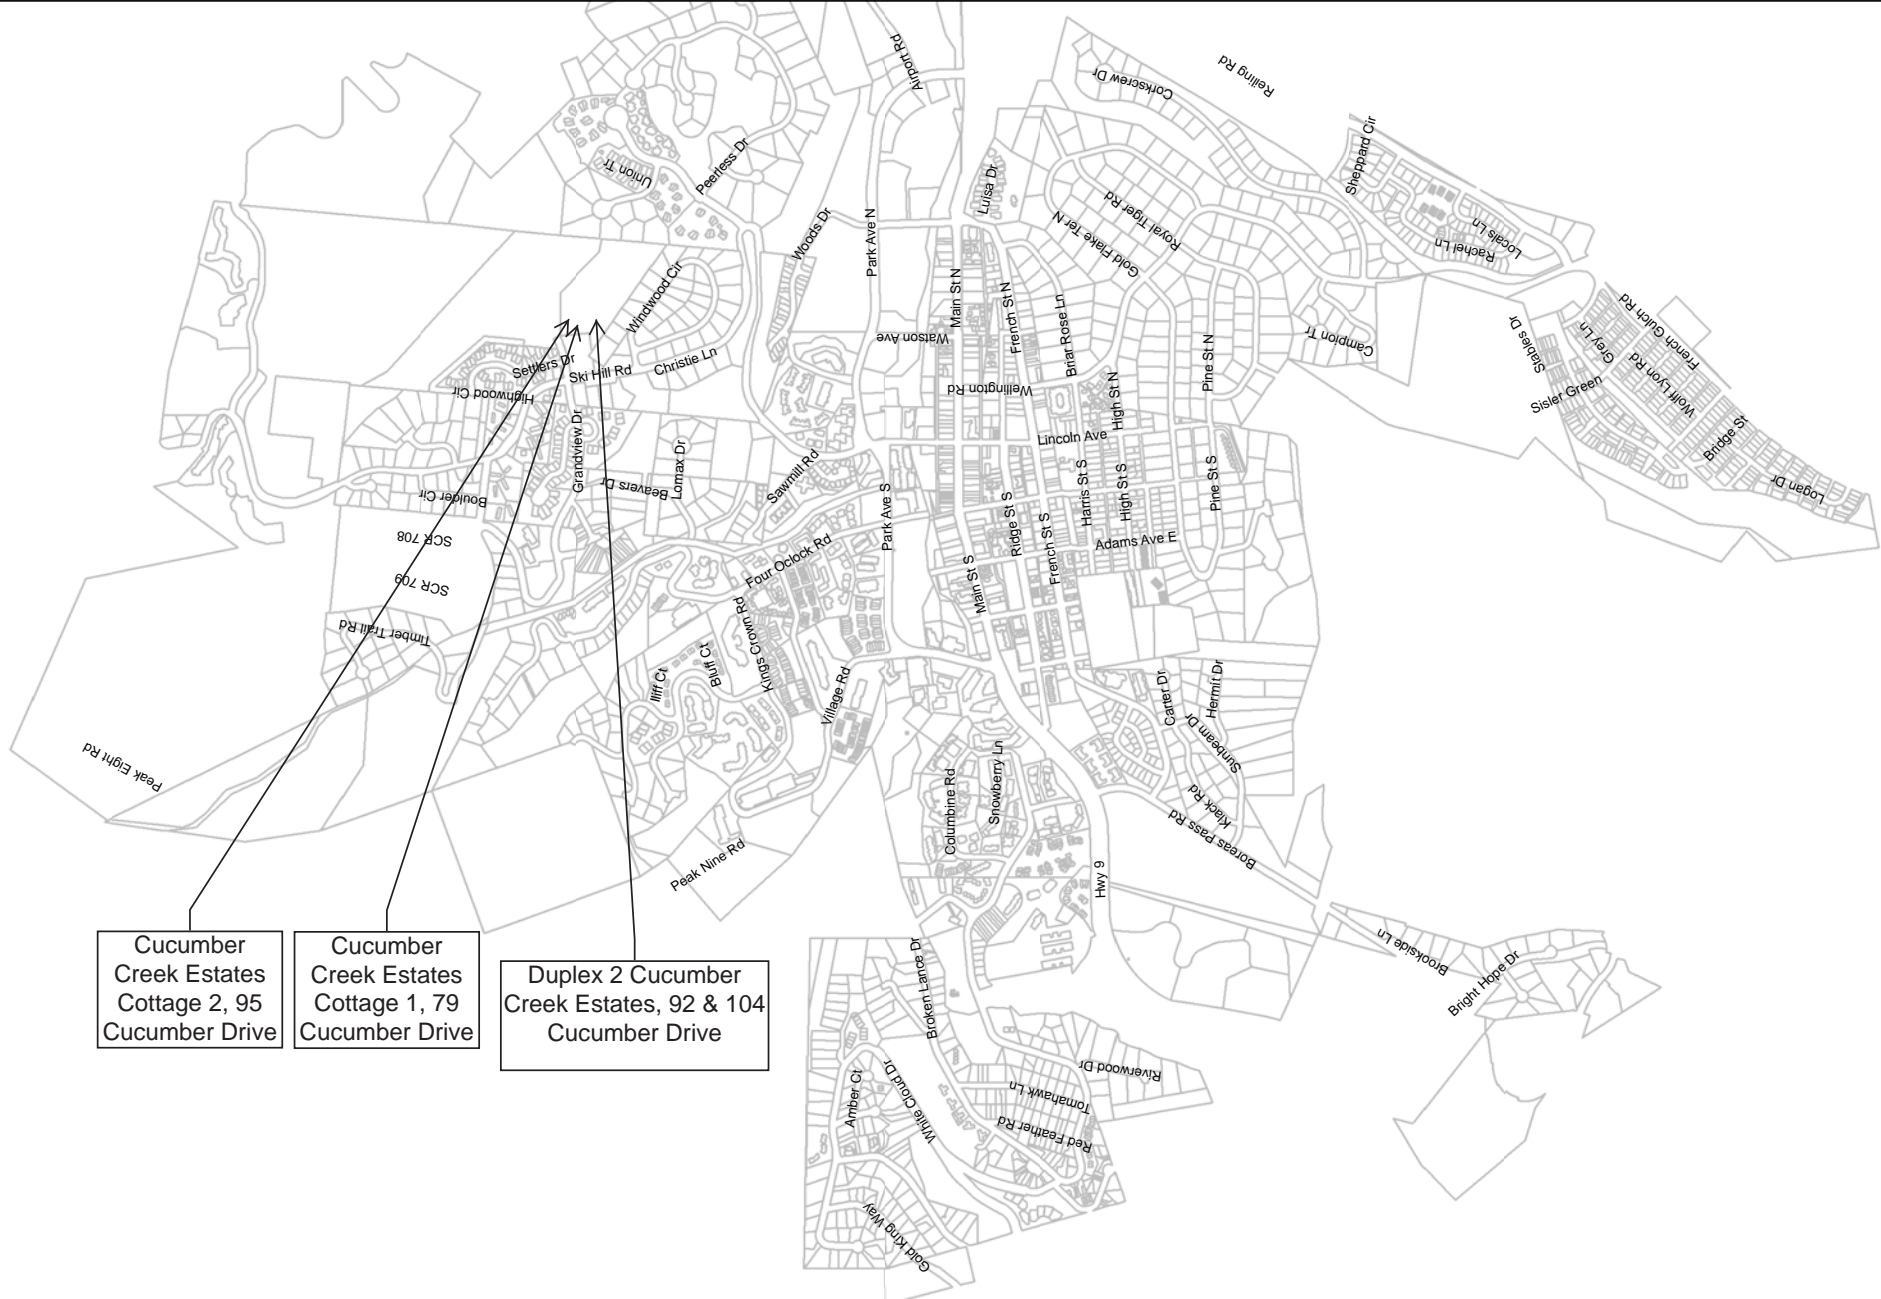 Airport Rd
Corkscrew Dr
Reiling Rd
Sheppard Cir
Union Tr
Peerless Dr
Luisa Dr
Royal Tiger Rd
Gold Flake Ter N
Locals Ln
Rachel Ln
Woods Dr
Park Ave N
Windwood Cir
Main St N
French St N
Briar Rose Ln
Watson Ave
Pine St N
Campion Tr
Stables Dr
Grey Ln
French Gulch Rd
Wolff Lyon Rd
Sisler Green
Bridge St
Logan Dr
Settlers Dr
Ski Hill Rd
Christie Ln
Highwood Cir
Wellington Rd
High St N
Lincoln Ave
Grandview Dr
Lomax Dr
Beavers Dr
Sawmill Rd
Boulder Cir
Park Ave S
Ridge St S
Harris St S
High St S
Pine St S
SCR 708
SCR 709
Four Oclock Rd
French St S
Adams Ave E
Main St S
Timber Trail Rd
Kings Crown Rd
Bluff Ct
Iliff Ct
Village Rd
Carter Dr
Hermit Dr
Sunbeam Dr
Peak Eight Rd
Columbine Rd
Snowberry Ln
Klack Rd
Boreas Pass Rd
Peak Nine Rd
Hwy 9
Cucumber
Creek Estates
Cottage 2, 95
Cucumber Drive
Cucumber
Creek Estates
Cottage 1, 79
Cucumber Drive
Duplex 2 Cucumber
Creek Estates, 92 & 104
Cucumber Drive
Broken Lance Dr
Brookside Ln
Bright Hope Dr
Riverwood Dr
Amber Ct
White Cloud Dr
Tomahawk Ln
Red Feather Rd
Gold King Way